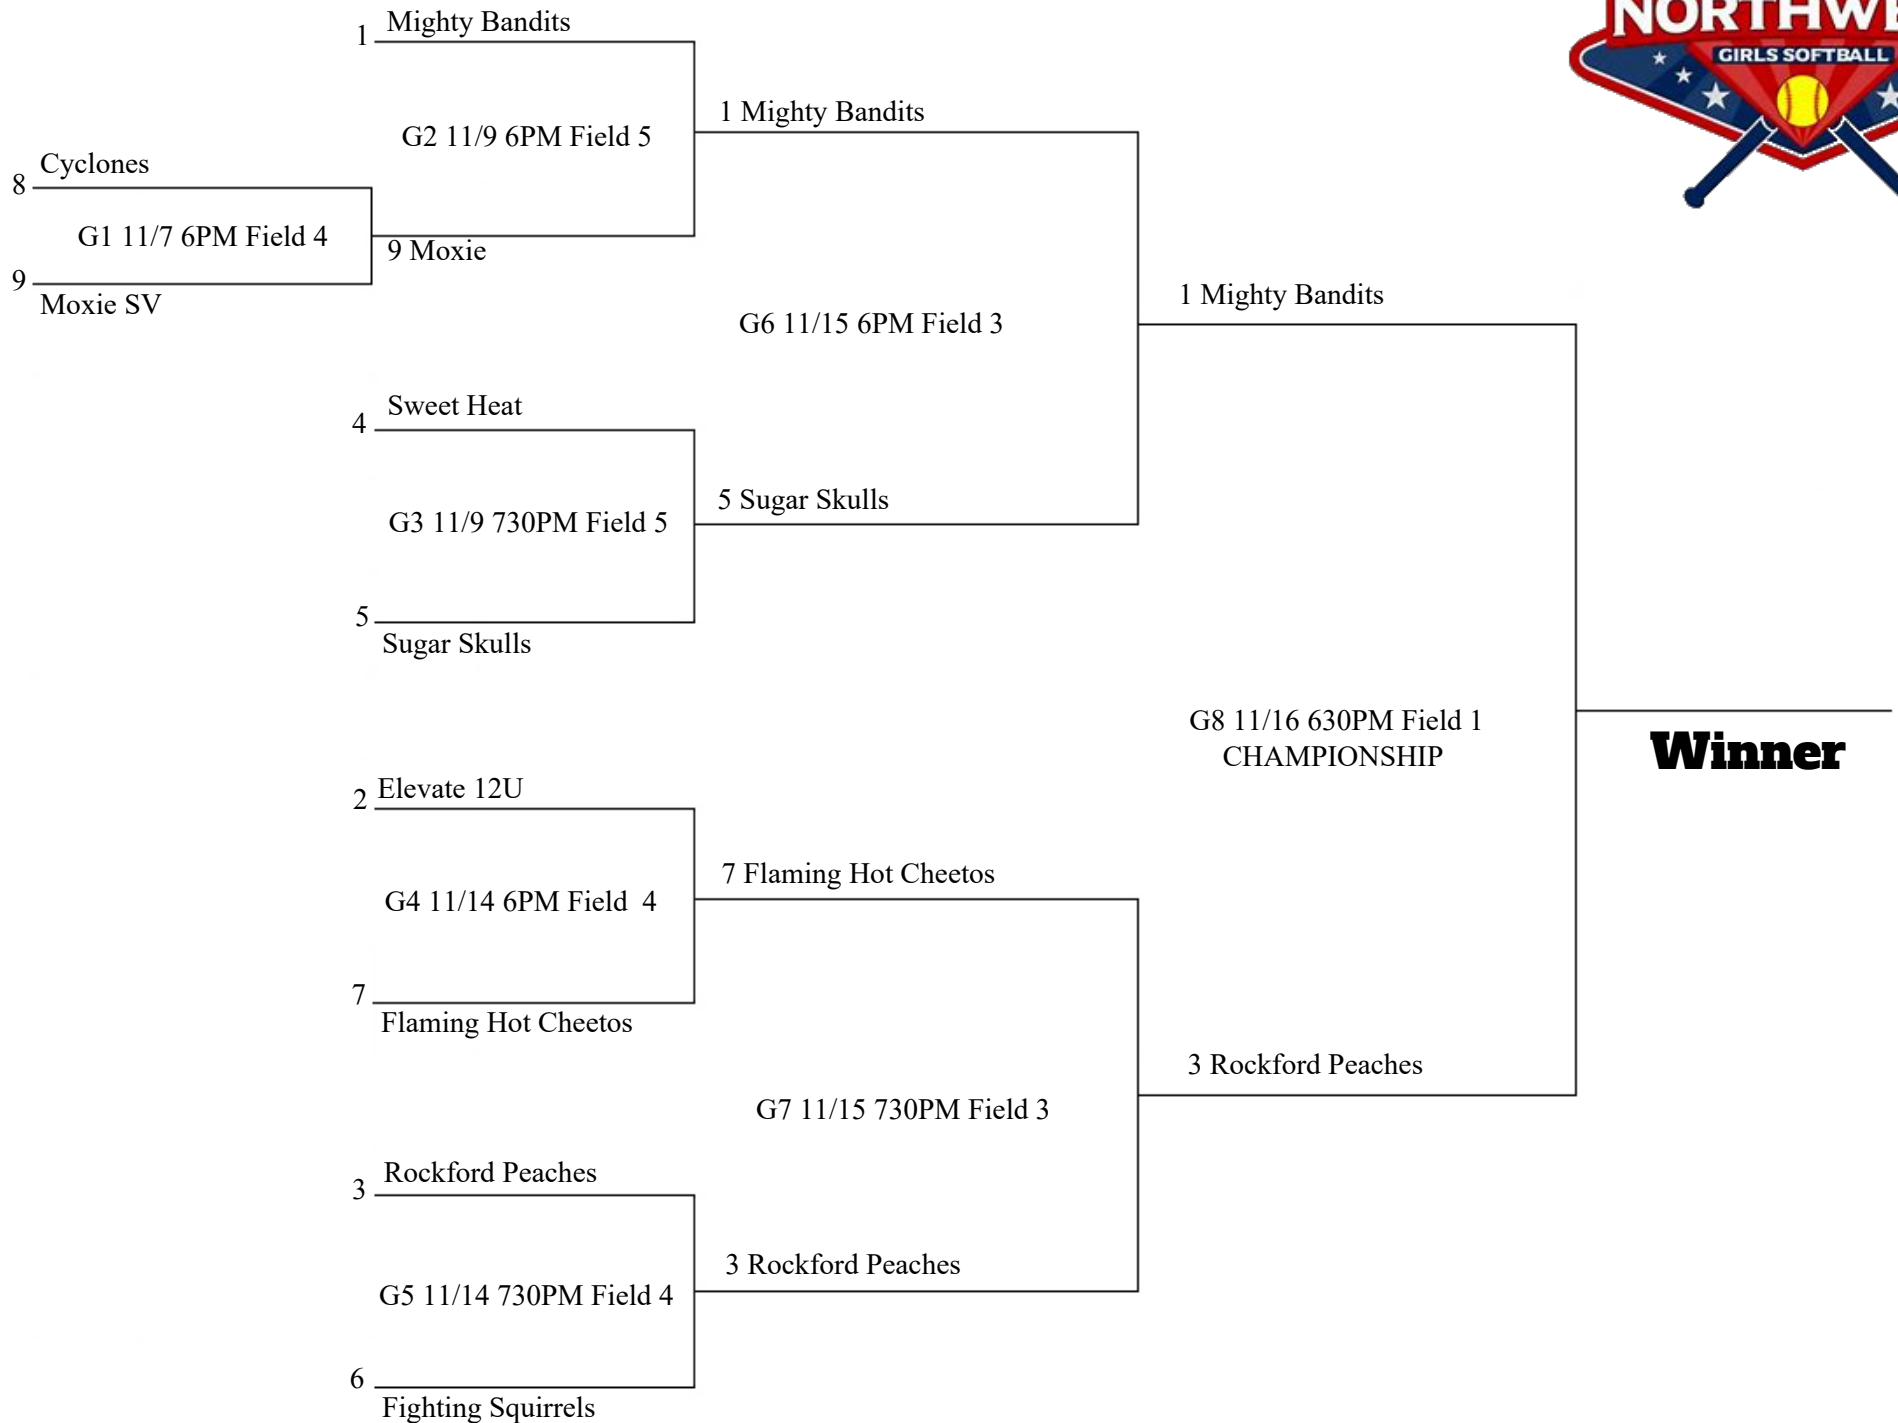 NORTHWE
GIRLS SOFTBALL
1 Mighty Bandits
G2 11/9 6PM Field 5
1 Mighty Bandits
8 Cyclones
G1 11/7 6PM Field 4
9 Moxie
9 Moxie SV
1 Mighty Bandits
G6 11/15 6PM Field 3
4 Sweet Heat
5 Sugar Skulls
G3 11/9 730PM Field 5
5 Sugar Skulls
G8 11/16 630PM Field 1
CHAMPIONSHIP
Winner
2 Elevate 12U
7 Flaming Hot Cheetos
G4 11/14 6PM Field  4
7 Flaming Hot Cheetos
3 Rockford Peaches
G7 11/15 730PM Field 3
3 Rockford Peaches
3 Rockford Peaches
G5 11/14 730PM Field 4
6 Fighting Squirrels